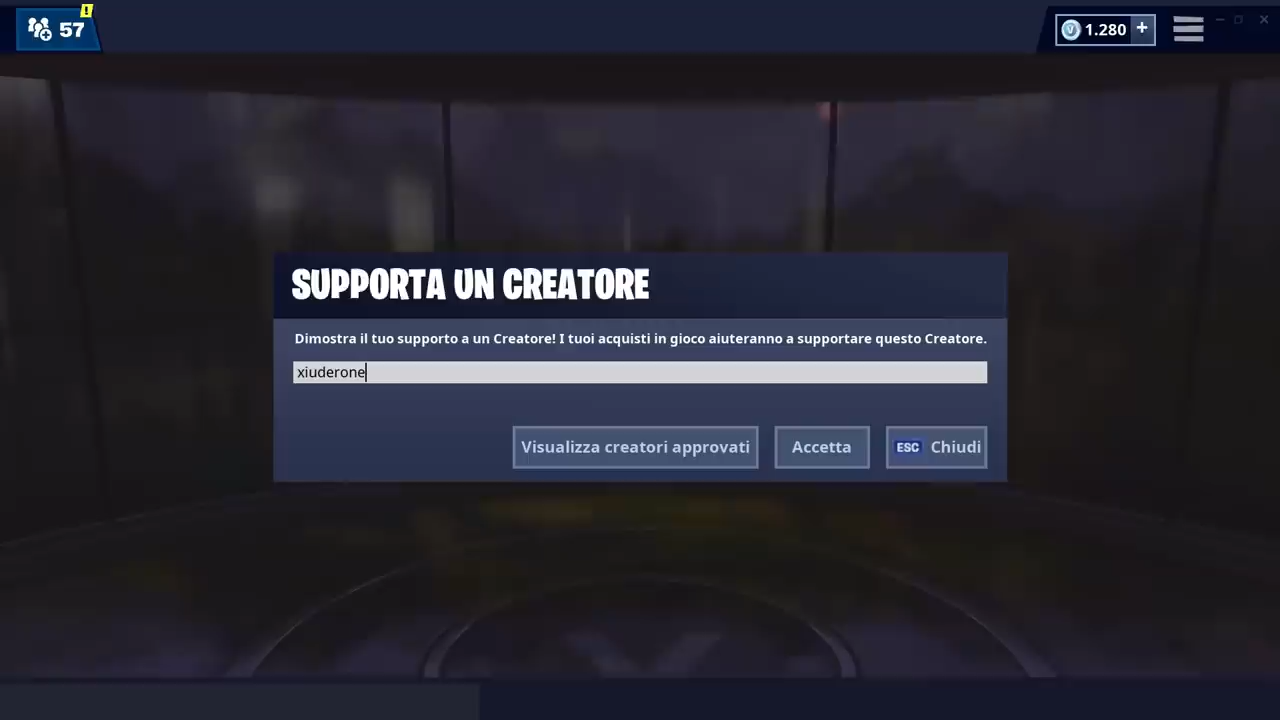 57
!
1.280 +
SUPPORTA UN CREATORE
Dimostra il tuo supporto a un Creatore! I tuoi acquisti in gioco aiuteranno a supportare questo Creatore.
xiuderone
Visualizza creatori approvati
Accetta
ESC Chiudi